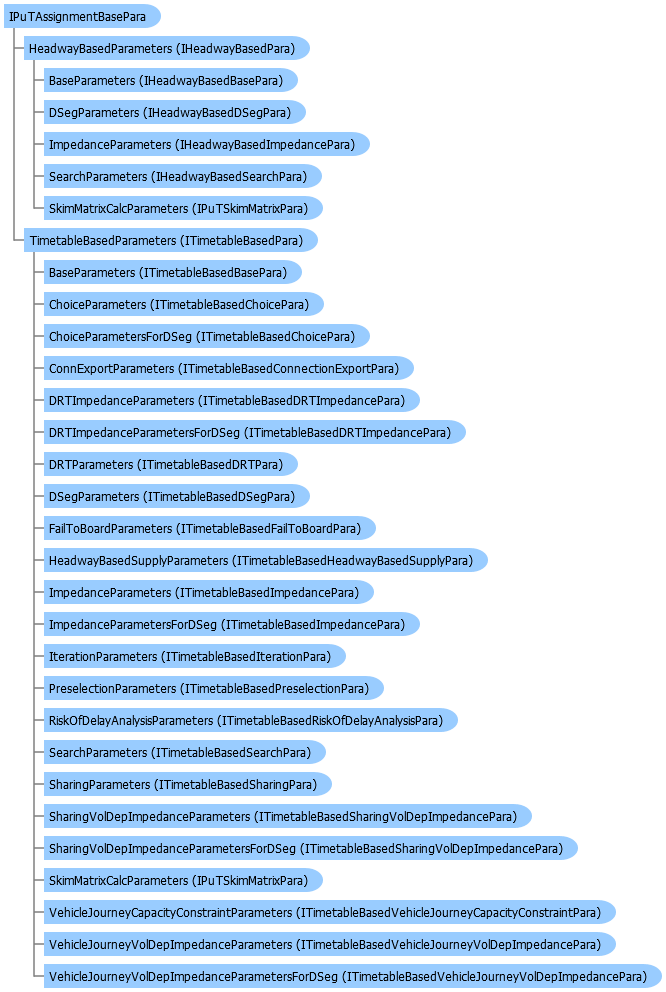 IPuTAssignmentBasePara
HeadwayBasedParameters (IHeadwayBasedPara)
BaseParameters (IHeadwayBasedBasePara)
DSegParameters (IHeadwayBasedDSegPara)
ImpedanceParameters (IHeadwayBasedImpedancePara)
SearchParameters (IHeadwayBasedSearchPara)
SkimMatrixCalcParameters (IPuTSkimMatrixPara)
TimetableBasedParameters (ITimetableBasedPara)
BaseParameters (ITimetableBasedBasePara)
ChoiceParameters (ITimetableBasedChoicePara)
ChoiceParametersForDSeg (ITimetableBasedChoicePara)
ConnExportParameters (ITimetableBasedConnectionExportPara)
DRTImpedanceParameters (ITimetableBasedDRTImpedancePara)
DRTImpedanceParametersForDSeg (ITimetableBasedDRTImpedancePara)
DRTParameters (ITimetableBasedDRTPara)
DSegParameters (ITimetableBasedDSegPara)
FailToBoardParameters (ITimetableBasedFailToBoardPara)
HeadwayBasedSupplyParameters (ITimetableBasedHeadwayBasedSupplyPara)
ImpedanceParameters (ITimetableBasedImpedancePara)
ImpedanceParametersForDSeg (ITimetableBasedImpedancePara)
IterationParameters (ITimetableBasedIterationPara)
PreselectionParameters (ITimetableBasedPreselectionPara)
RiskOfDelayAnalysisParameters (ITimetableBasedRiskOfDelayAnalysisPara)
SearchParameters (ITimetableBasedSearchPara)
SharingParameters (ITimetableBasedSharingPara)
SharingVolDepImpedanceParameters (ITimetableBasedSharingVolDepImpedancePara)
SharingVolDepImpedanceParametersForDSeg (ITimetableBasedSharingVolDepImpedancePara)
SkimMatrixCalcParameters (IPuTSkimMatrixPara)
VehicleJourneyCapacityConstraintParameters (ITimetableBasedVehicleJourneyCapacityConstraintPara)
VehicleJourneyVolDepImpedanceParameters (ITimetableBasedVehicleJourneyVolDepImpedancePara)
VehicleJourneyVolDepImpedanceParametersForDSeg (ITimetableBasedVehicleJourneyVolDepImpedancePara)